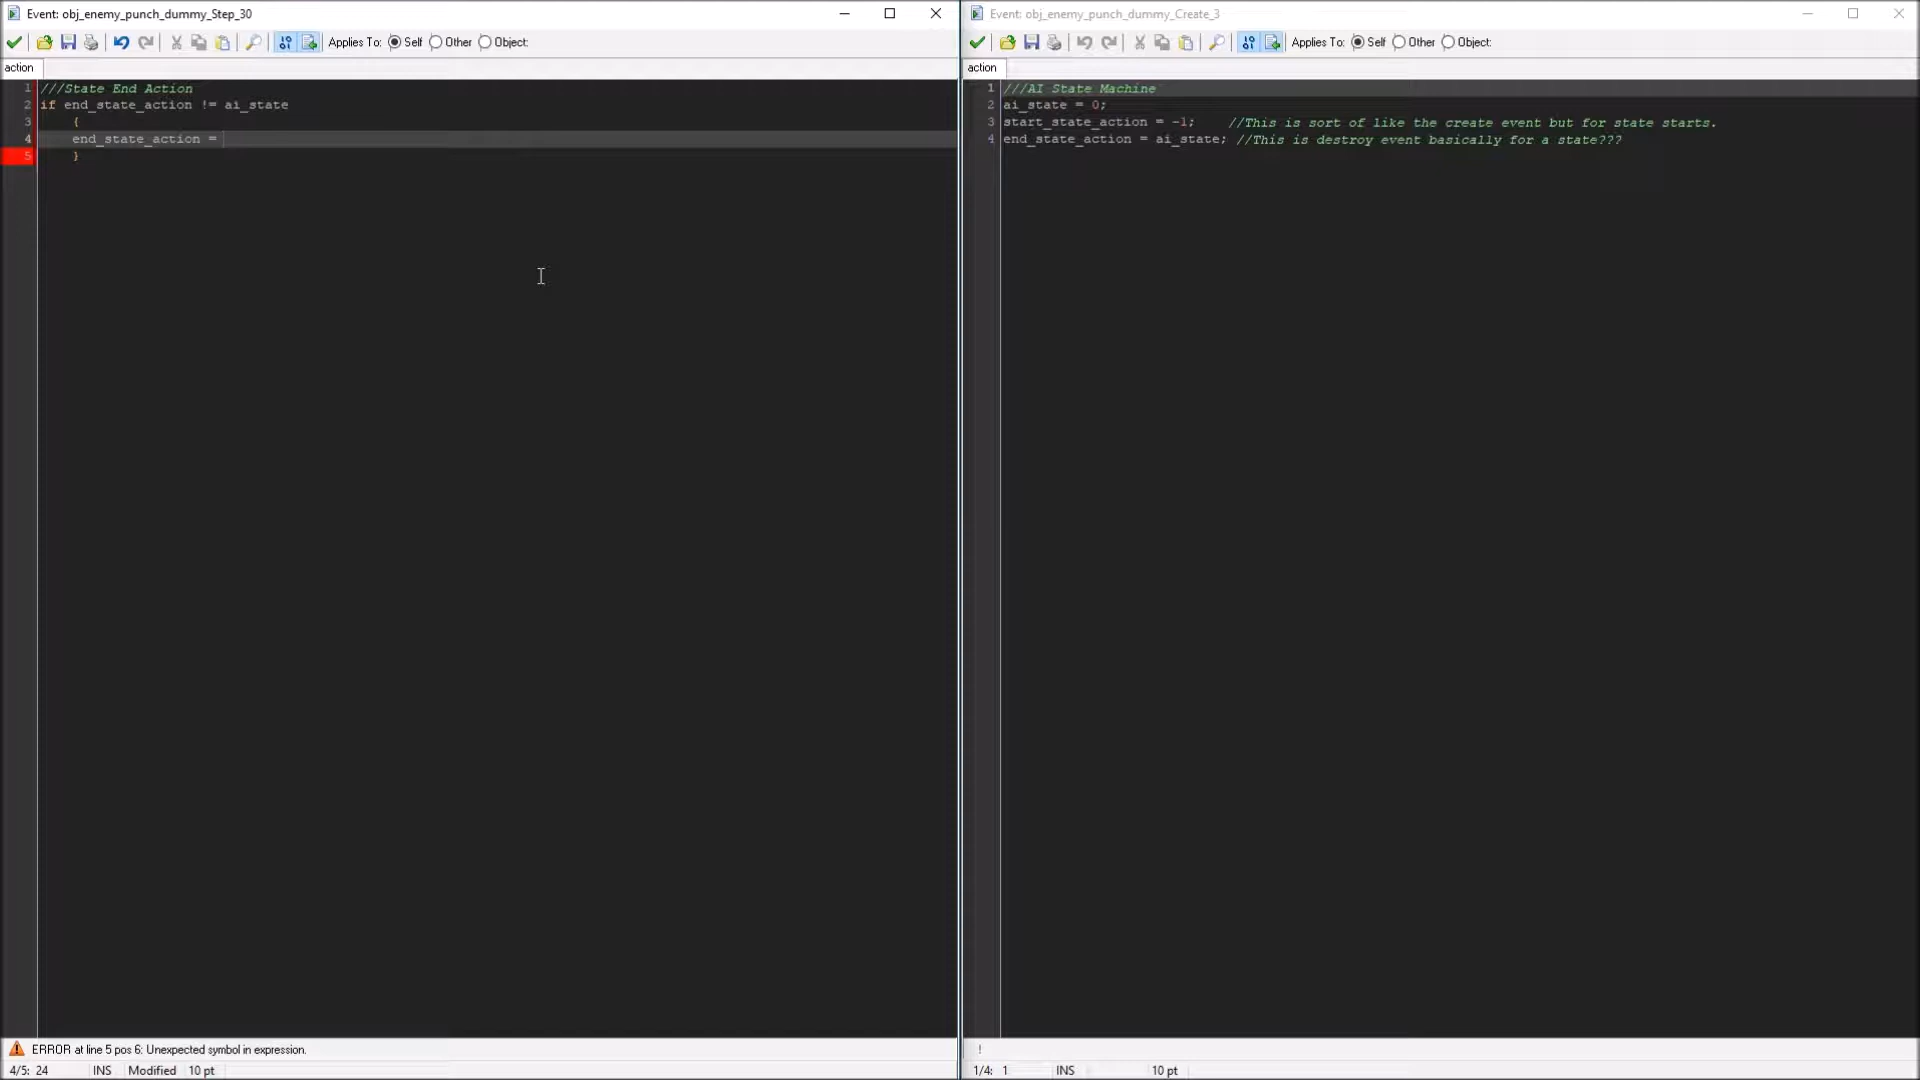 Event: obj_enemy_punch_dummy_Step_30
Applies To: Self Other Object:
action
1 ///State End Action
2 if end_state_action != ai_state
3 {
4 end_state_action =
5 }
ERROR at line 5 pos 6: Unexpected symbol in expression.
4/5: 24 INS Modified 10 pt
Event: obj_enemy_punch_dummy_Create_3
Applies To: Self Other Object:
action
1 ///AI State Machine
2 ai_state = 0;
3 start_state_action = -1; //This is sort of like the create event but for state starts.
4 end_state_action = ai_state; //This is destroy event basically for a state???
!
1/4: 1 INS 10 pt